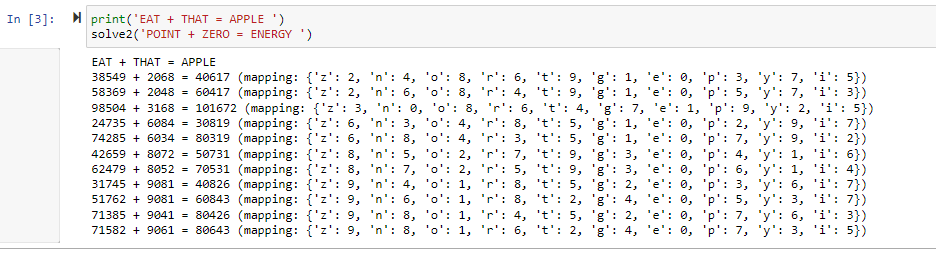 In [3]:
print('EAT + THAT = APPLE ')
solve2('POINT + ZERO = ENERGY ')
EAT + THAT = APPLE
38549 + 2068 = 40617 (mapping: {'z': 2, 'n': 4, 'o': 8, 'r': 6, 't': 9, 'g': 1, 'e': 0, 'p': 3, 'y': 7, 'i': 5})
58369 + 2048 = 60417 (mapping: {'z': 2, 'n': 6, 'o': 8, 'r': 4, 't': 9, 'g': 1, 'e': 0, 'p': 5, 'y': 7, 'i': 3})
98504 + 3168 = 101672 (mapping: {'z': 3, 'n': 0, 'o': 8, 'r': 6, 't': 4, 'g': 7, 'e': 1, 'p': 9, 'y': 2, 'i': 5})
24735 + 6084 = 30819 (mapping: {'z': 6, 'n': 3, 'o': 4, 'r': 8, 't': 5, 'g': 1, 'e': 0, 'p': 2, 'y': 9, 'i': 7})
74285 + 6034 = 80319 (mapping: {'z': 6, 'n': 8, 'o': 4, 'r': 3, 't': 5, 'g': 1, 'e': 0, 'p': 7, 'y': 9, 'i': 2})
42659 + 8072 = 50731 (mapping: {'z': 8, 'n': 5, 'o': 2, 'r': 7, 't': 9, 'g': 3, 'e': 0, 'p': 4, 'y': 1, 'i': 6})
62479 + 8052 = 70531 (mapping: {'z': 8, 'n': 7, 'o': 2, 'r': 5, 't': 9, 'g': 3, 'e': 0, 'p': 6, 'y': 1, 'i': 4})
31745 + 9081 = 40826 (mapping: {'z': 9, 'n': 4, 'o': 1, 'r': 8, 't': 5, 'g': 2, 'e': 0, 'p': 3, 'y': 6, 'i': 7})
51762 + 9081 = 60843 (mapping: {'z': 9, 'n': 6, 'o': 1, 'r': 8, 't': 2, 'g': 4, 'e': 0, 'p': 5, 'y': 3, 'i': 7})
71385 + 9041 = 80426 (mapping: {'z': 9, 'n': 8, 'o': 1, 'r': 4, 't': 5, 'g': 2, 'e': 0, 'p': 7, 'y': 6, 'i': 3})
71582 + 9061 = 80643 (mapping: {'z': 9, 'n': 8, 'o': 1, 'r': 6, 't': 2, 'g': 4, 'e': 0, 'p': 7, 'y': 3, 'i': 5})